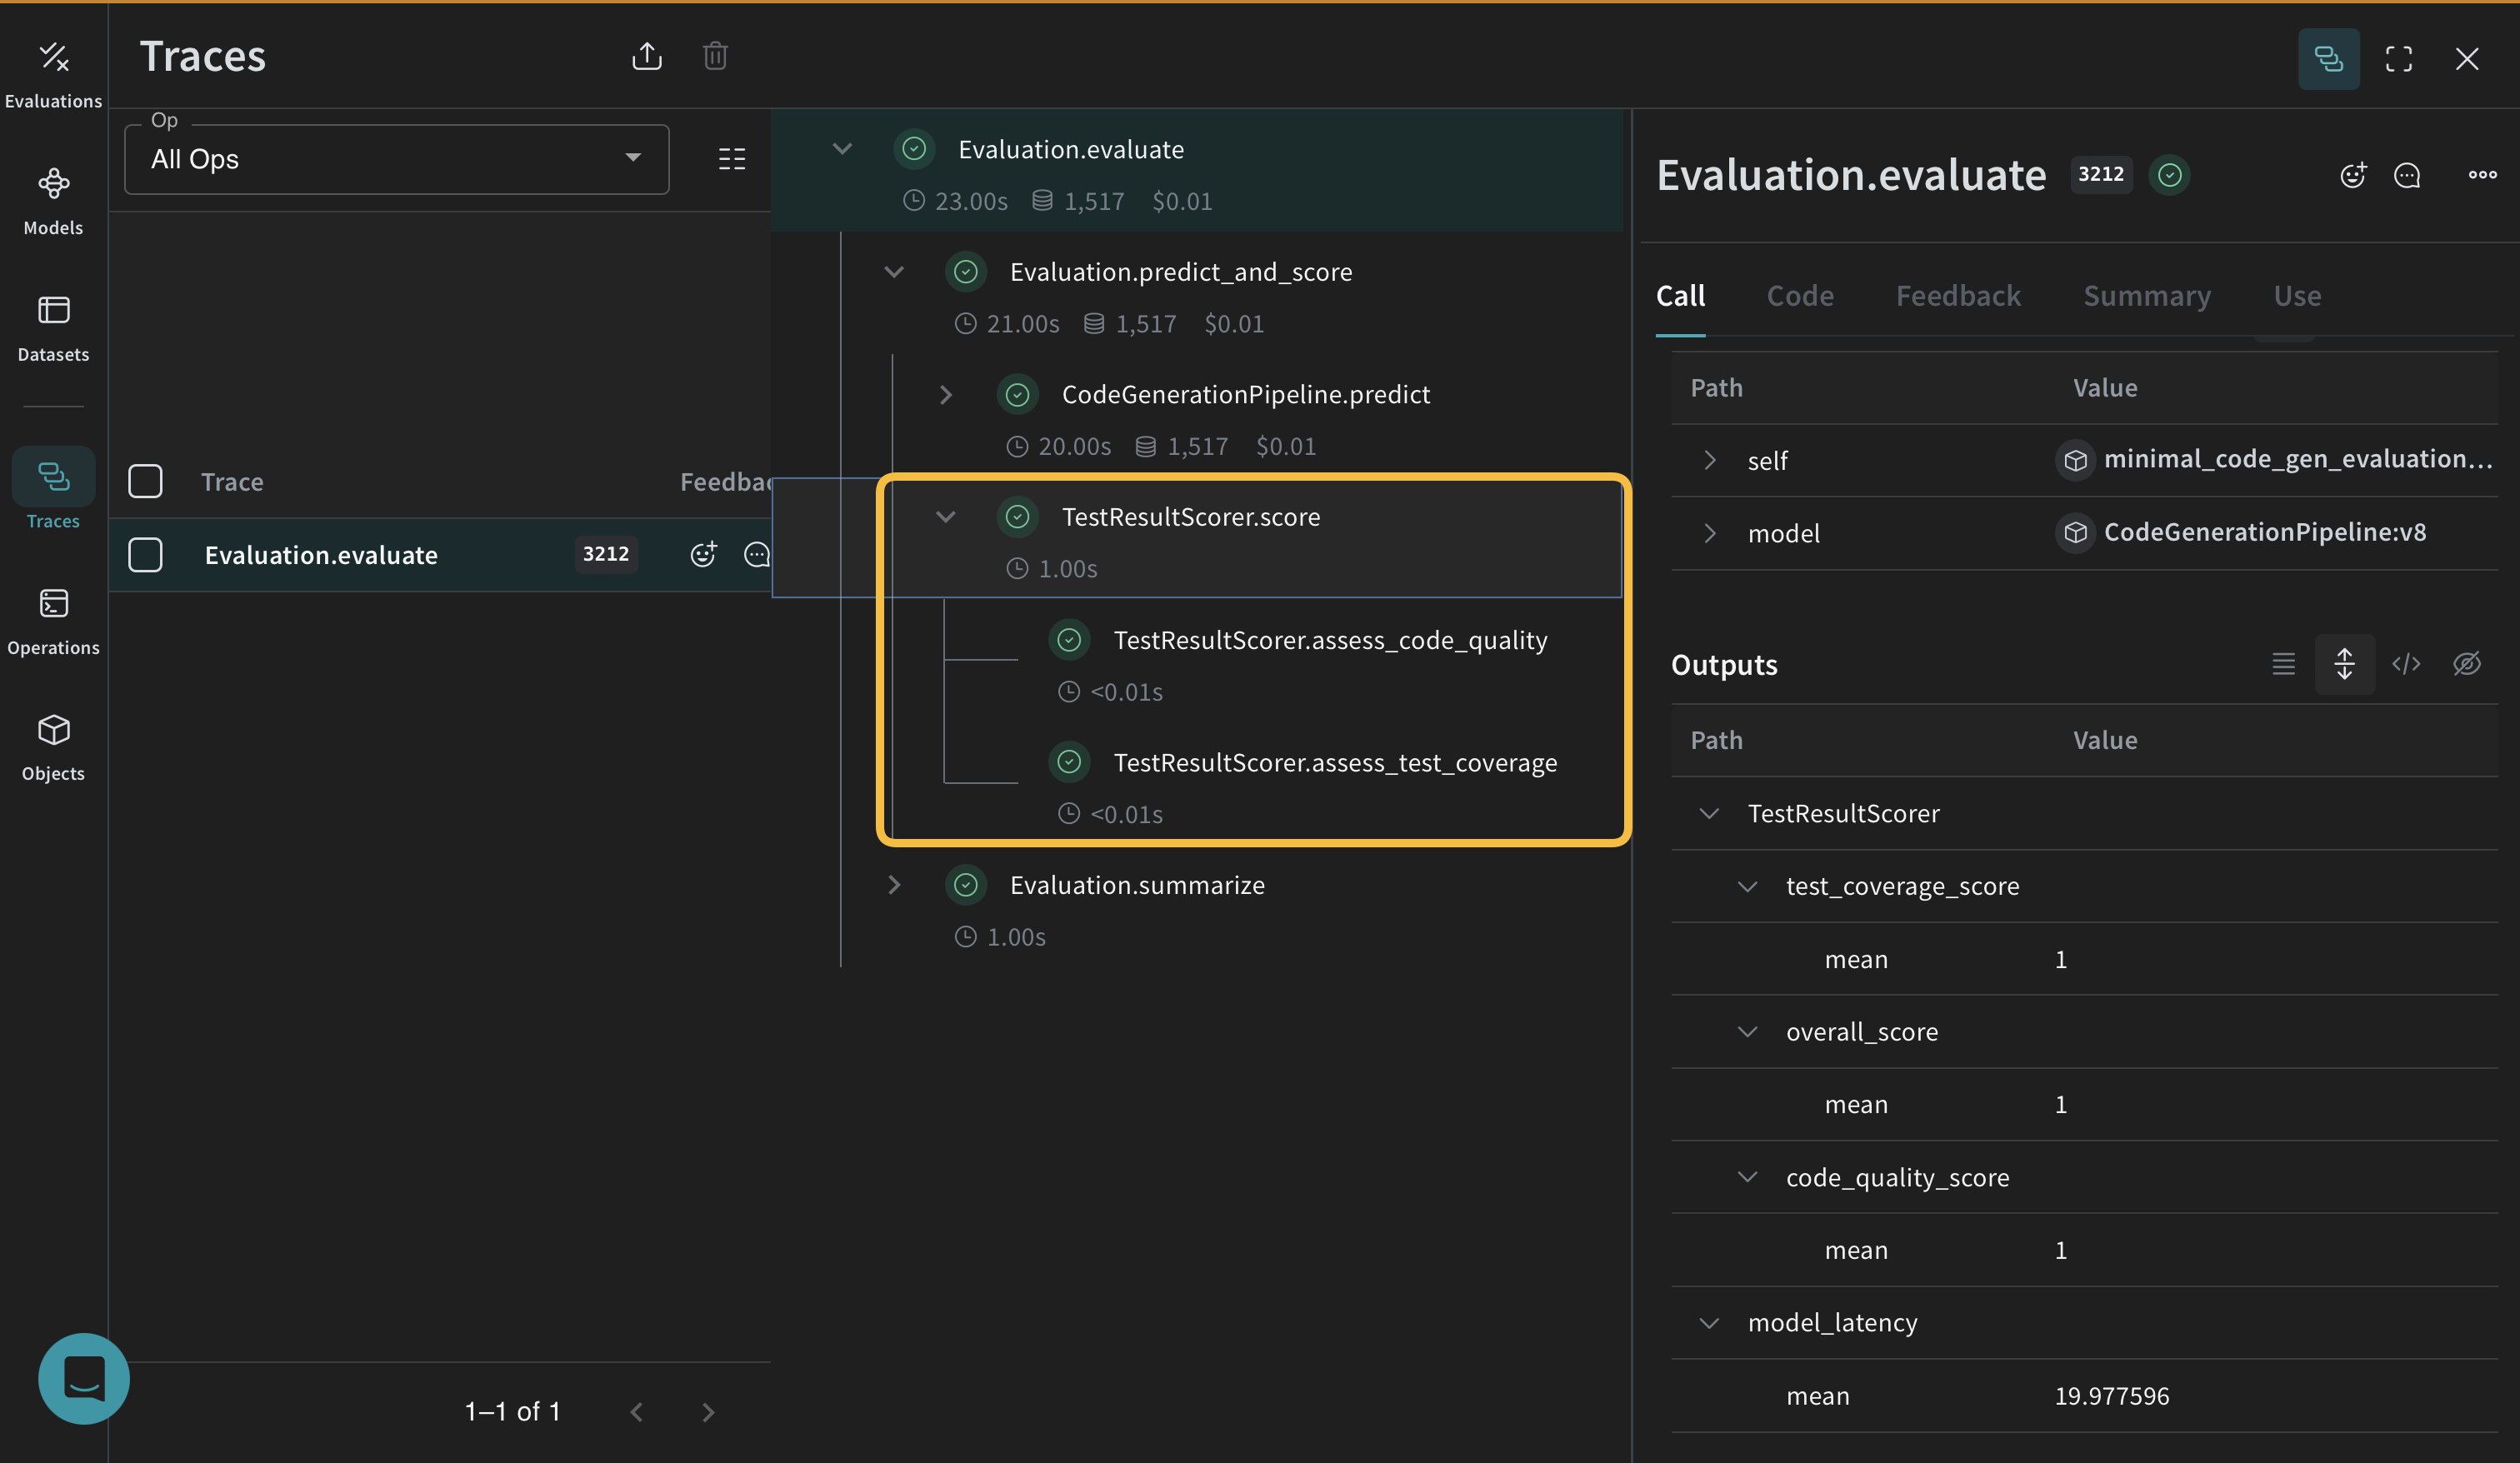 Evaluations
Models
Datasets
Traces
Operations
Objects
Traces
Op
All Ops
Trace
Feedbac
Evaluation.evaluate
3212
1–1 of 1
Evaluation.evaluate
23.00s 1,517 $0.01
Evaluation.predict_and_score
21.00s 1,517 $0.01
CodeGenerationPipeline.predict
20.00s 1,517 $0.01
TestResultScorer.score
1.00s
TestResultScorer.assess_code_quality
<0.01s
TestResultScorer.assess_test_coverage
<0.01s
Evaluation.summarize
1.00s
Evaluation.evaluate 3212
Call Code Feedback Summary Use
Path Value
self minimal_code_gen_evaluation...
model CodeGenerationPipeline:v8
Outputs
Path Value
TestResultScorer
test_coverage_score
mean 1
overall_score
mean 1
code_quality_score
mean 1
model_latency
mean 19.977596